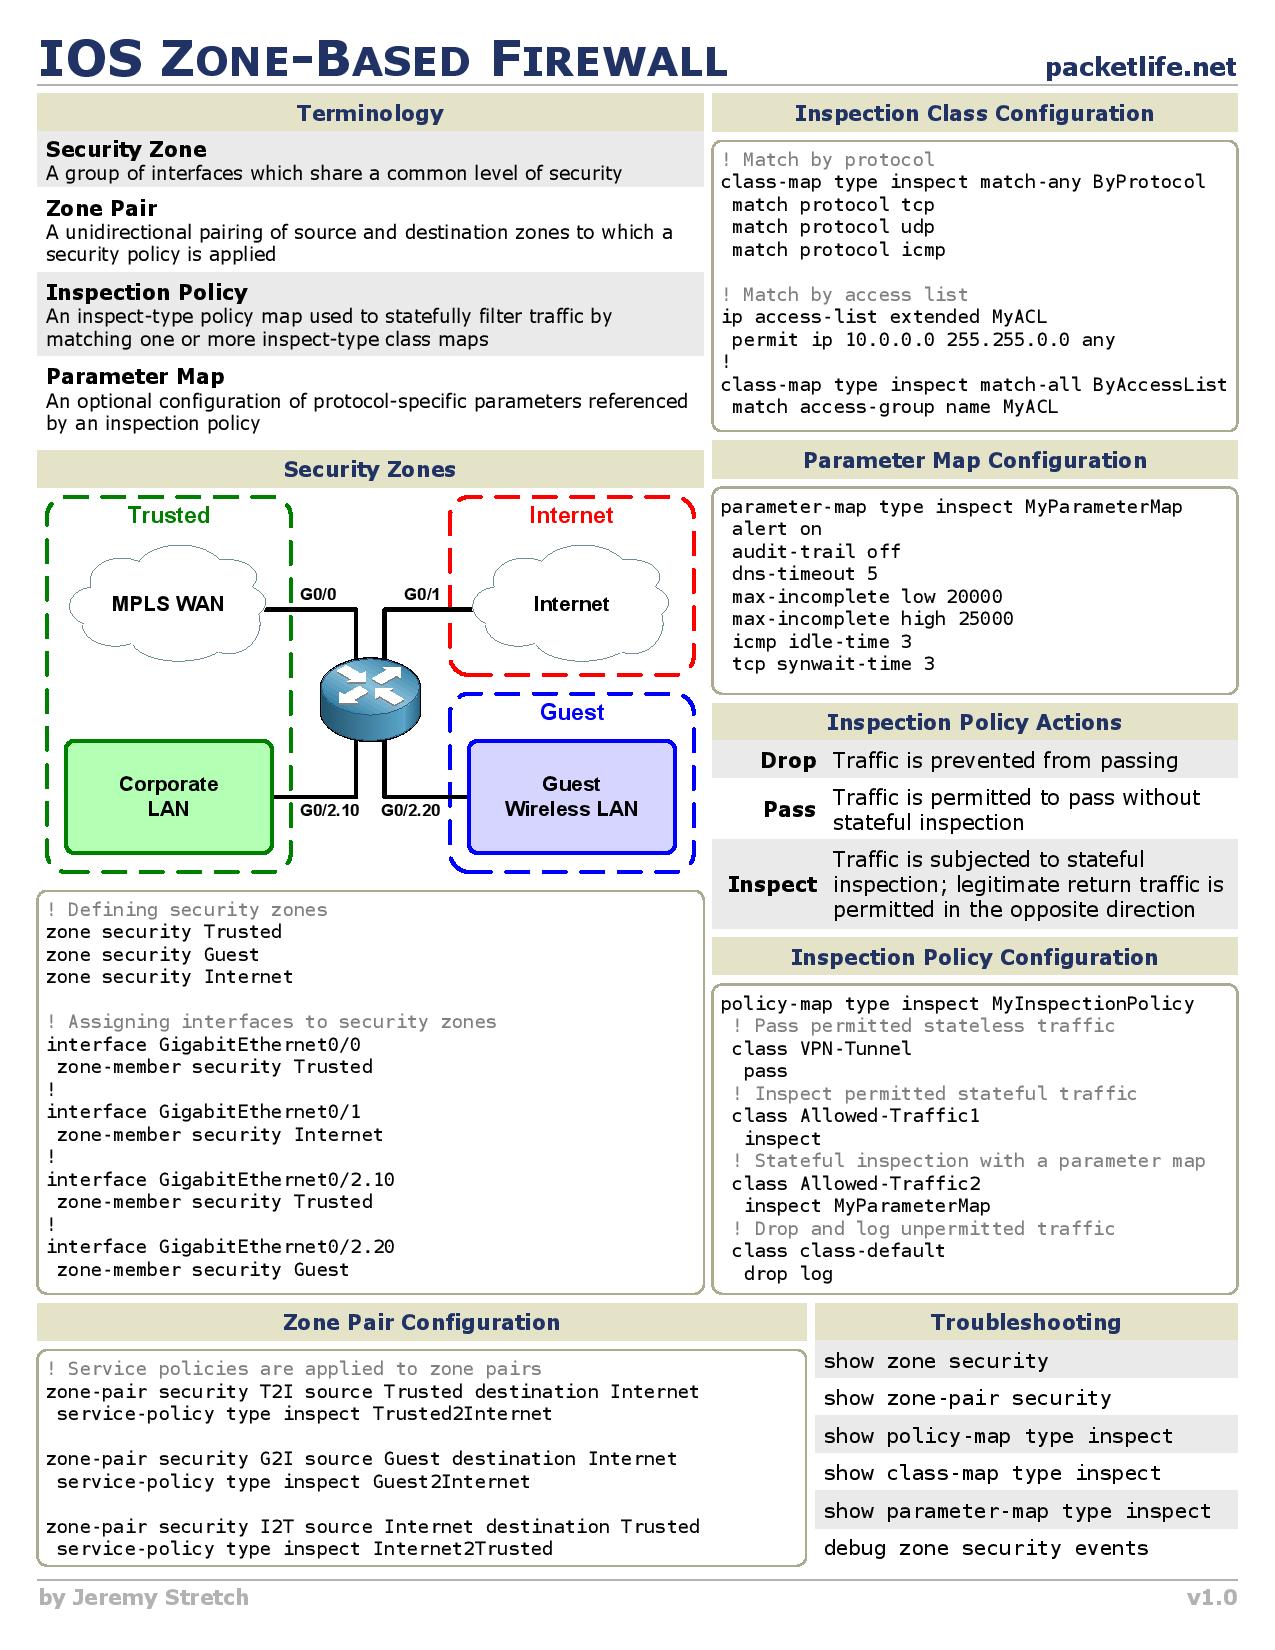 IOS ZONE-BASED FIREWALL
packetlife.net
Terminology
Security Zone
A group of interfaces which share a common level of security
Zone Pair
A unidirectional pairing of source and destination zones to which a
security policy is applied
Inspection Policy
An inspect-type policy map used to statefully filter traffic by
matching one or more inspect-type class maps
Parameter Map
An optional configuration of protocol-specific parameters referenced
by an inspection policy
Security Zones
Trusted
Internet
MPLS WAN
G0/0
G0/1
Internet
Guest
Corporate
LAN
Guest
Wireless LAN
G0/2.10
G0/2.20
! Defining security zones
zone security Trusted
zone security Guest
zone security Internet
! Assigning interfaces to security zones
interface GigabitEthernet0/0
zone-member security Trusted
!
interface GigabitEthernet0/1
zone-member security Internet
!
interface GigabitEthernet0/2.10
zone-member security Trusted
!
interface GigabitEthernet0/2.20
zone-member security Guest
Inspection Class Configuration
! Match by protocol
class-map type inspect match-any ByProtocol
match protocol tcp
match protocol udp
match protocol icmp
! Match by access list
ip access-list extended MyACL
permit ip 10.0.0.0 255.255.0.0 any
!
class-map type inspect match-all ByAccessList
match access-group name MyACL
Parameter Map Configuration
parameter-map type inspect MyParameterMap
alert on
audit-trail off
dns-timeout 5
max-incomplete low 20000
max-incomplete high 25000
icmp idle-time 3
tcp synwait-time 3
Inspection Policy Actions
Drop Traffic is prevented from passing
Pass Traffic is permitted to pass without
stateful inspection
Inspect Traffic is subjected to stateful
inspection; legitimate return traffic is
permitted in the opposite direction
Inspection Policy Configuration
policy-map type inspect MyInspectionPolicy
! Pass permitted stateless traffic
class VPN-Tunnel
pass
! Inspect permitted stateful traffic
class Allowed-Traffic1
inspect
! Stateful inspection with a parameter map
class Allowed-Traffic2
inspect MyParameterMap
! Drop and log unpermitted traffic
class class-default
drop log
Zone Pair Configuration
! Service policies are applied to zone pairs
zone-pair security T2I source Trusted destination Internet
service-policy type inspect Trusted2Internet
zone-pair security G2I source Guest destination Internet
service-policy type inspect Guest2Internet
zone-pair security I2T source Internet destination Trusted
service-policy type inspect Internet2Trusted
Troubleshooting
show zone security
show zone-pair security
show policy-map type inspect
show class-map type inspect
show parameter-map type inspect
debug zone security events
by Jeremy Stretch
v1.0